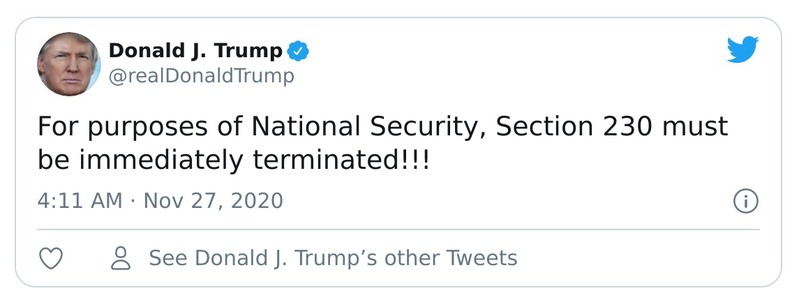 Donald J. Trump
@realDonaldTrump
For purposes of National Security, Section 230 must
be immediately terminated!!!
4:11 AM · Nov 27, 2020
See Donald J. Trump’s other Tweets